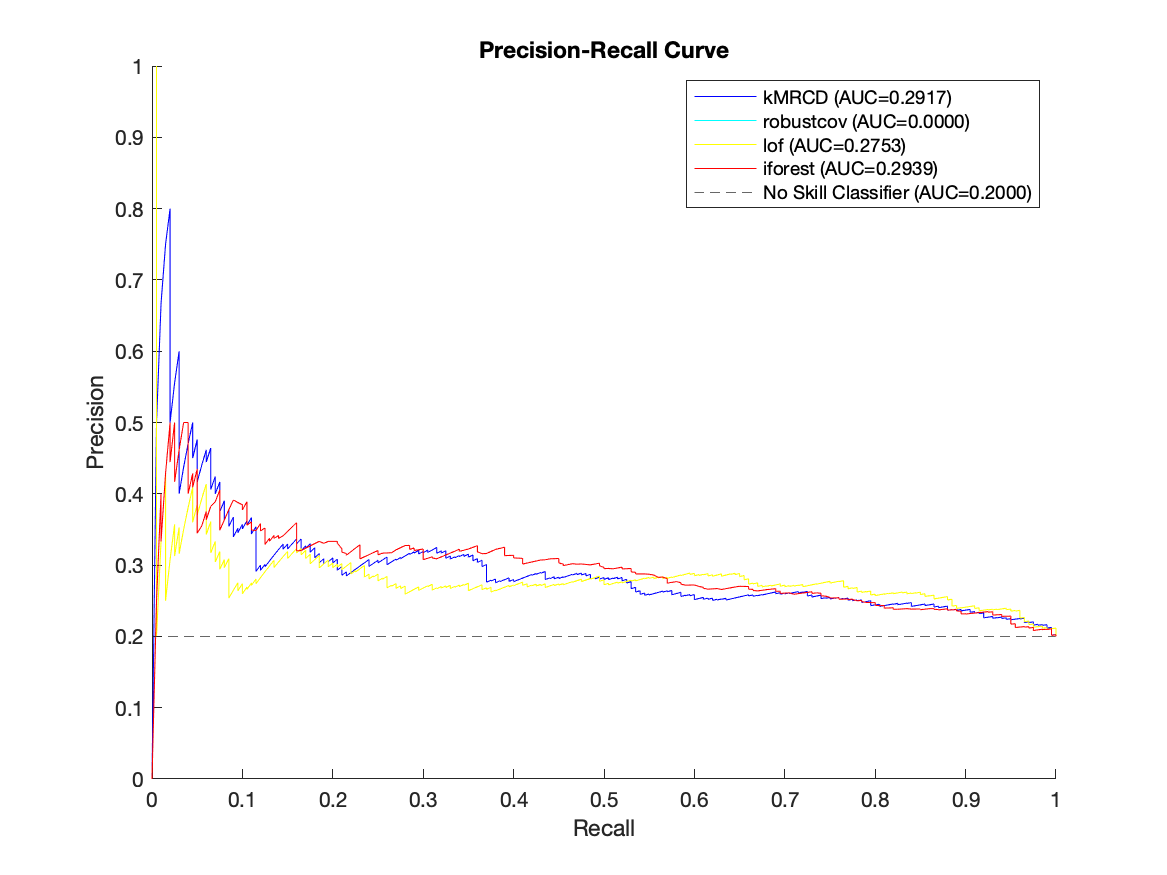 Precision-Recall Curve
kMRCD (AUC=0.2917)
robustcov (AUC=0.0000)
lof (AUC=0.2753)
iforest (AUC=0.2939)
No Skill Classifier (AUC=0.2000)
Precision
1
0.9
0.8
0.7
0.6
0.5
0.4
0.3
0.2
0.1
0
0 0.1 0.2 0.3 0.4 0.5 0.6 0.7 0.8 0.9 1
Recall